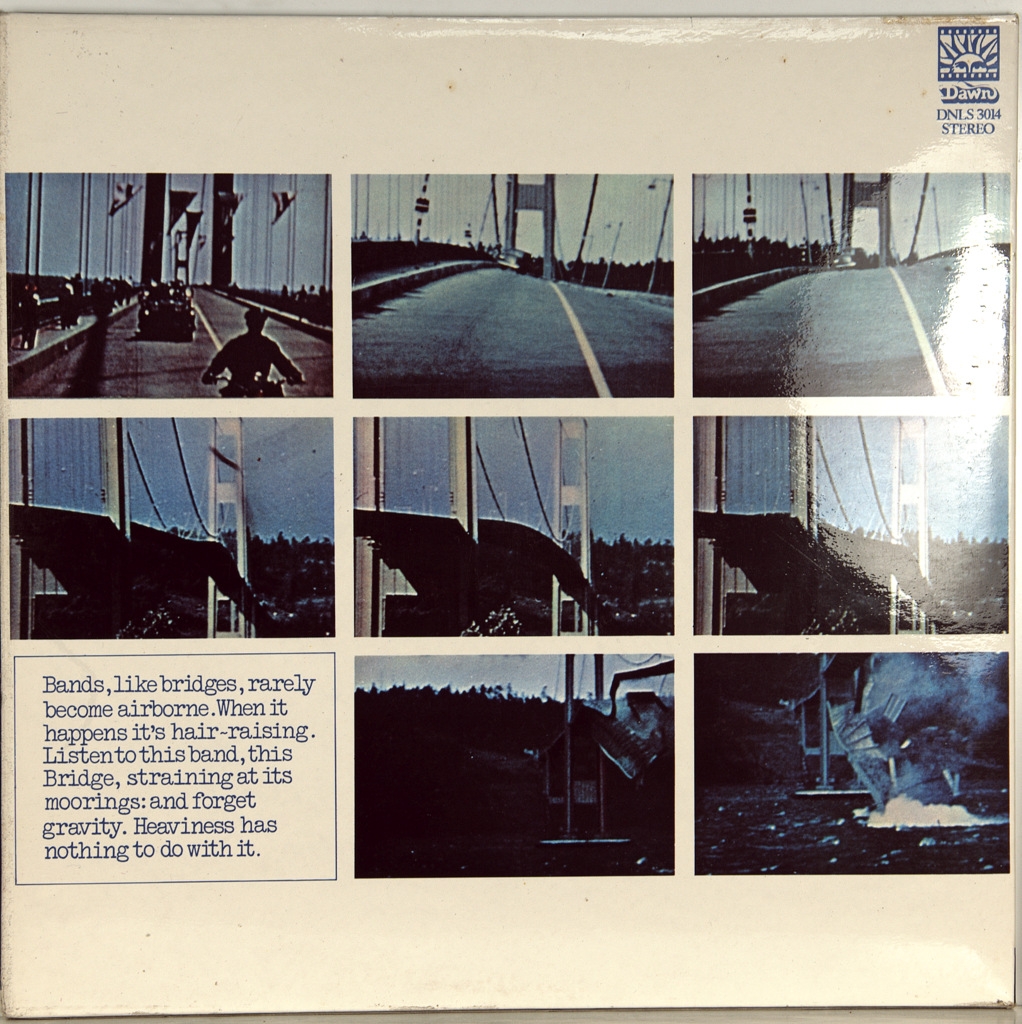 Dawn
DNLS 3014
STEREO
Bands, like bridges, rarely
become airborne. When it
happens it's hair-raising.
Listen to this band, this
Bridge, straining at its
moorings: and forget
gravity. Heaviness has
nothing to do with it.